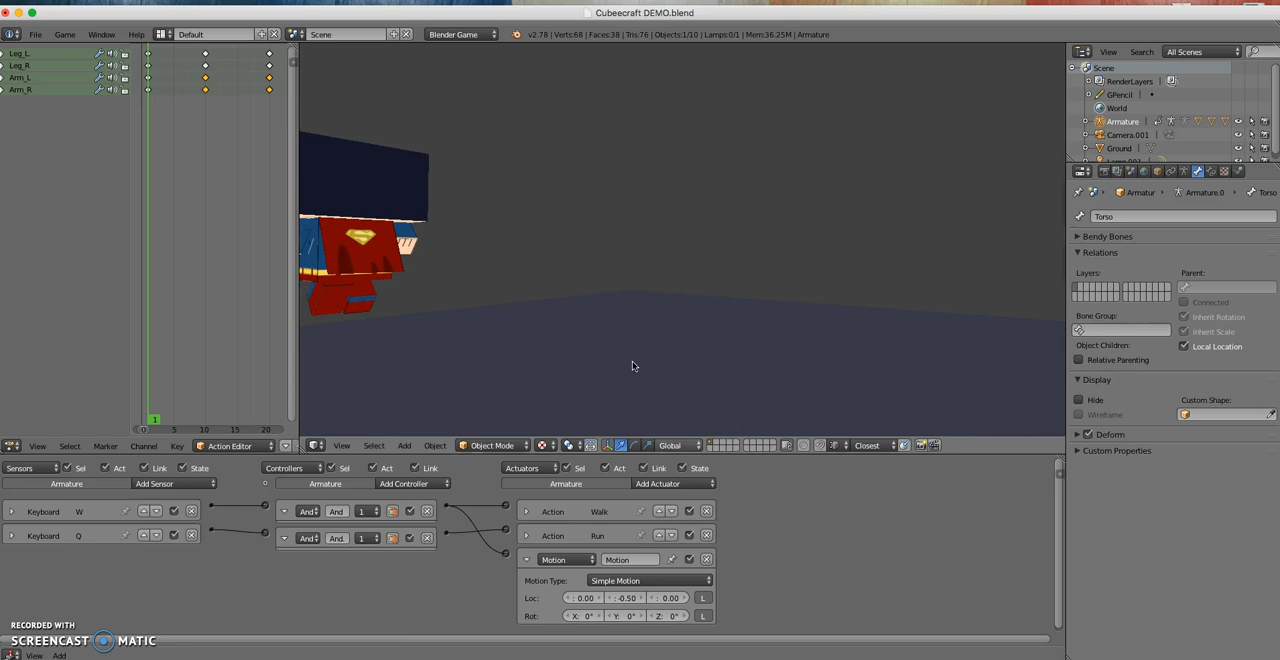 Cubeecraft DEMO.blend
File Game Window Help Default Scene Blender Game v2.78 | Verts:68 | Faces:38 | Tris:76 | Objects:1/10 | Lamps:0/1 | Mem:36.25M | Armature
Leg_L
Leg_R
Arm_L
Arm_R
View Search All Scenes
Scene
RenderLayers
GPencil
World
Armature
Camera.001
Ground
Armatur Armature.0 Torso
Torso
Bendy Bones
Relations
Layers: Parent:
Connected
Bone Group: Inherit Rotation
Inherit Scale
Object Children: Local Location
Relative Parenting
Display
Hide Custom Shape:
Wireframe
Deform
Custom Properties
1
0 5 10 15 20
View Select Marker Channel Key Action Editor
View Select Add Object Object Mode Global Closest
Sensors Sel Act Link State
Armature Add Sensor
Keyboard W
Keyboard Q
Controllers Sel Act Link
Armature Add Controller
And And 1
And And. 1
Actuators Sel Act Link State
Armature Add Actuator
Action Walk
Action Run
Motion Motion
Motion Type: Simple Motion
Loc: : 0.00 : -0.50 : 0.00 L
Rot: X: 0° Y: 0° Z: 0° L
RECORDED WITH
SCREENCAST MATIC
View Add